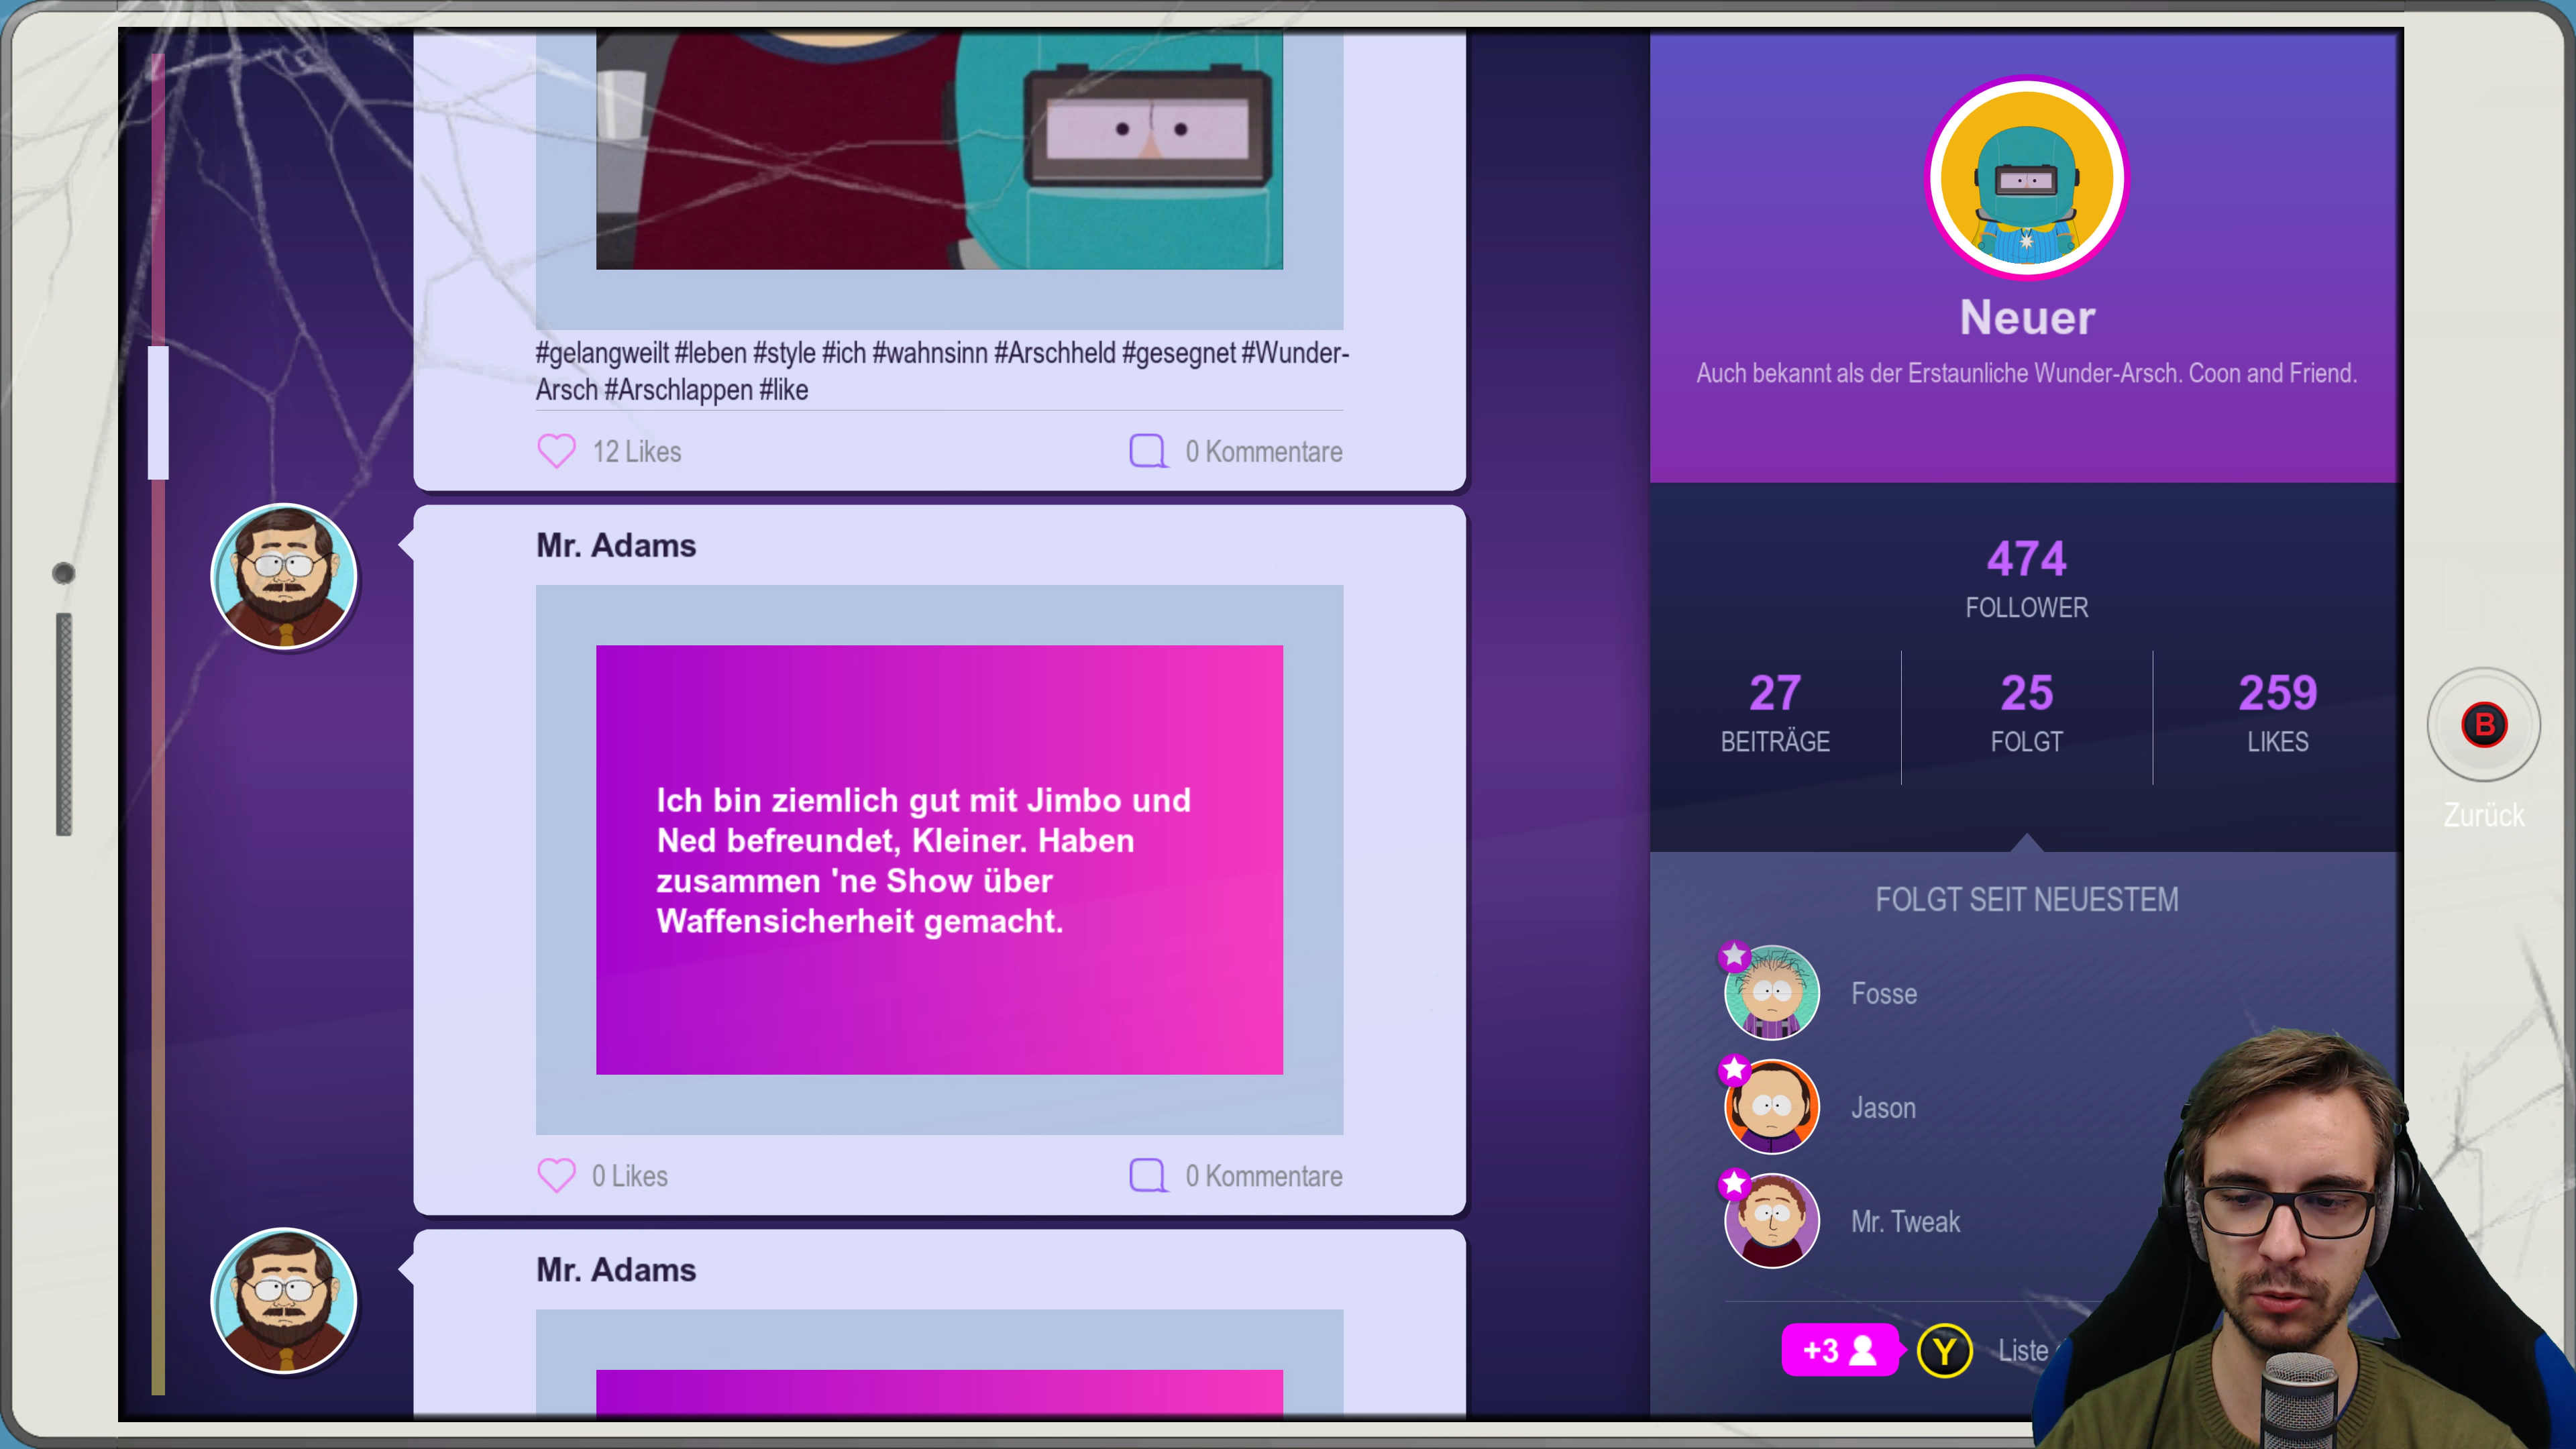 #gelangweilt #leben #style #ich #wahnsinn #Arschheld #gesegnet #Wunder-
Arsch #Arschlappen #like
12 Likes
0 Kommentare
Mr. Adams
Ich bin ziemlich gut mit Jimbo und
Ned befreundet, Kleiner. Haben
zusammen 'ne Show über
Waffensicherheit gemacht.
0 Likes
0 Kommentare
Mr. Adams
Neuer
Auch bekannt als der Erstaunliche Wunder-Arsch. Coon and Friend.
474
FOLLOWER
27
BEITRÄGE
25
FOLGT
259
LIKES
FOLGT SEIT NEUESTEM
Fosse
Jason
Mr. Tweak
+3
Y
Liste
B
Zurück